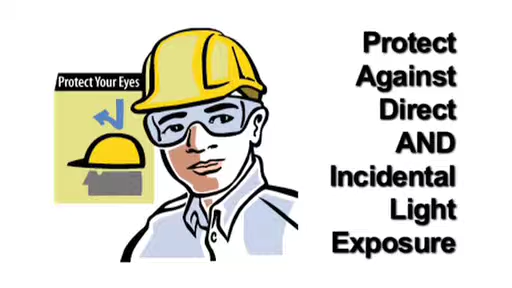 Protect Your Eyes
Protect
Against
Direct
AND
Incidental
Light
Exposure